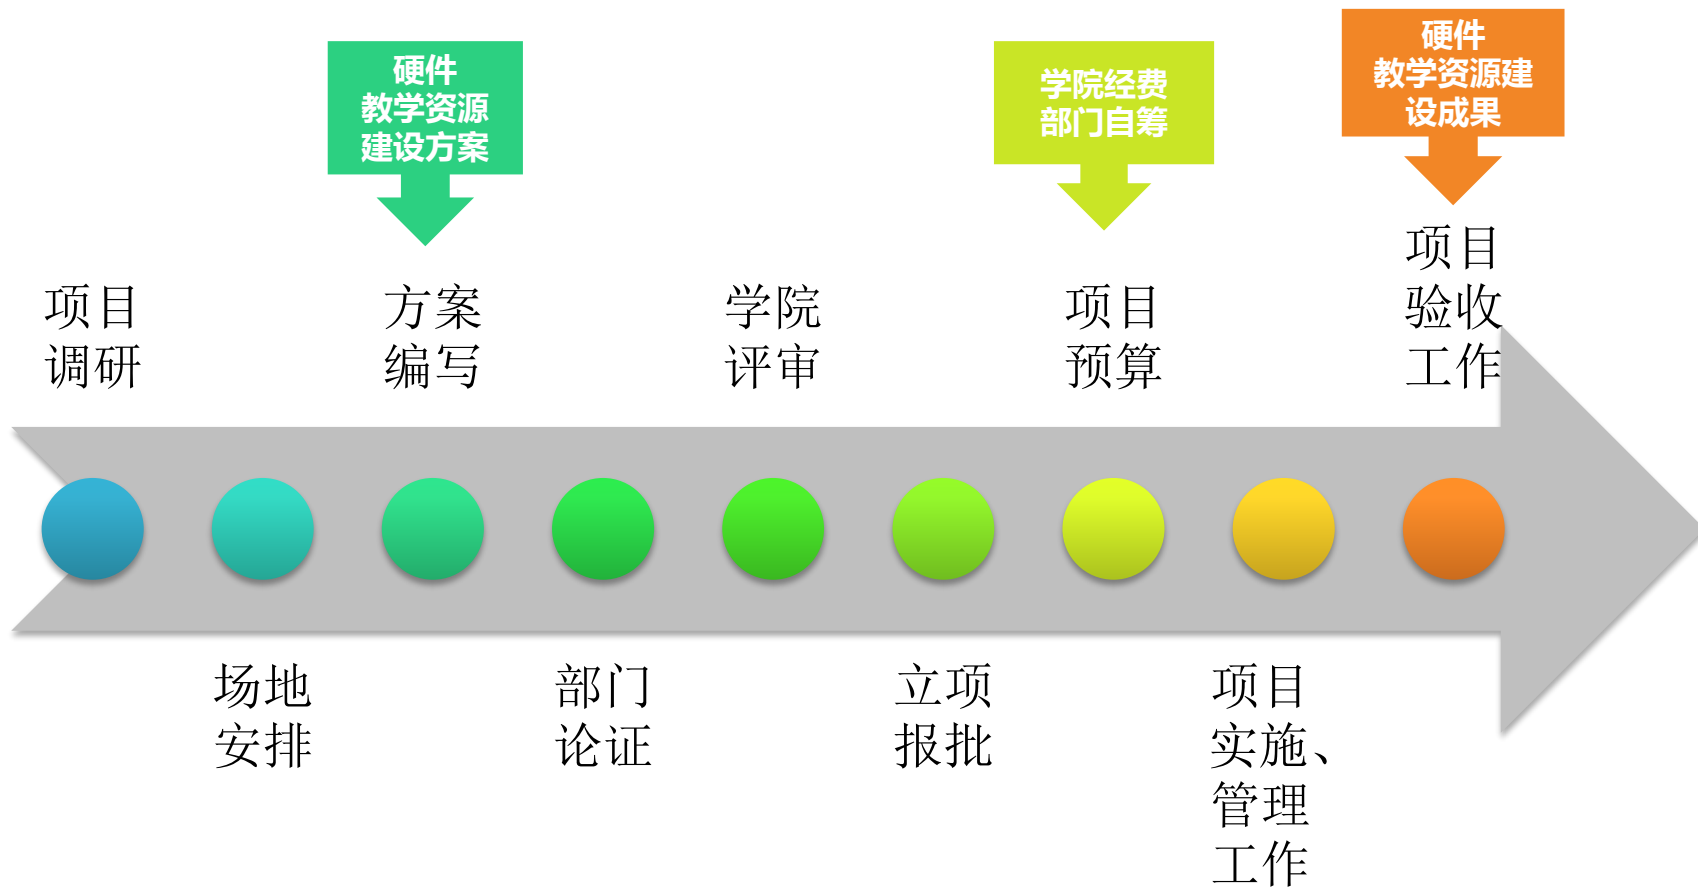 硬件
教学资源
建设方案
学院经费
部门自筹
硬件
教学资源建
设成果
项目
调研
方案
编写
学院
评审
项目
预算
项目
验收
工作
场地
安排
部门
论证
立项
报批
项目
实施、
管理
工作